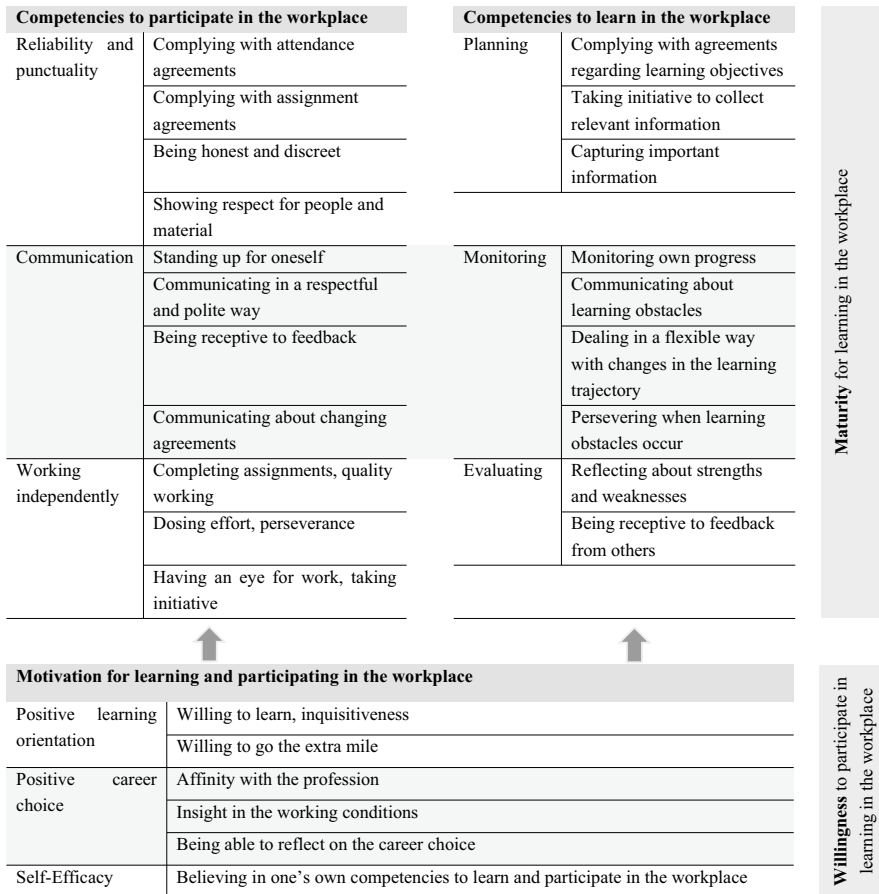 Competencies to participate in the workplace
Reliability and
punctuality
Complying with attendance
agreements
Complying with assignment
agreements
Being honest and discreet
Showing respect for people and
material
Communication
Standing up for oneself
Communicating in a respectful
and polite way
Being receptive to feedback
Communicating about changing
agreements
Working
independently
Completing assignments, quality
working
Dosing effort, perseverance
Having an eye for work, taking
initiative
Competencies to learn in the workplace
Planning
Complying with agreements
regarding learning objectives
Taking initiative to collect
relevant information
Capturing important
information
Monitoring
Monitoring own progress
Communicating about
learning obstacles
Dealing in a flexible way
with changes in the learning
trajectory
Persevering when learning
obstacles occur
Evaluating
Reflecting about strengths
and weaknesses
Being receptive to feedback
from others
Maturity for learning in the workplace
Motivation for learning and participating in the workplace
Positive learning
orientation
Willing to learn, inquisitiveness
Willing to go the extra mile
Positive career
choice
Affinity with the profession
Insight in the working conditions
Being able to reflect on the career choice
Self-Efficacy
Believing in one's own competencies to learn and participate in the workplace
Willingness to participate in
learning in the workplace